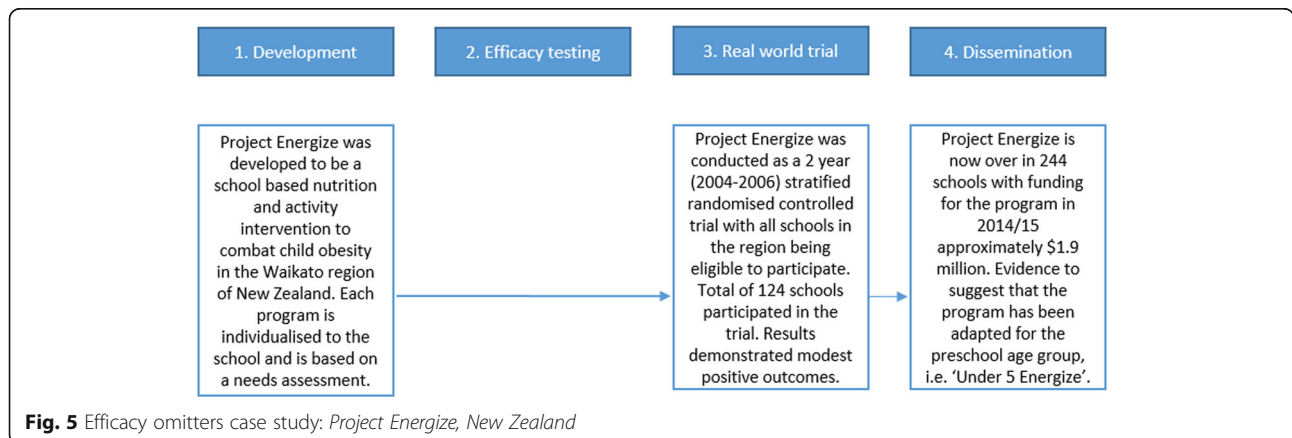 1. Development
2. Efficacy testing
3. Real world trial
4. Dissemination
Project Energize was
developed to be a
school based nutrition
and activity
intervention to
combat child obesity
in the Waikato region
of New Zealand. Each
program is
individualised to the
school and is based on
a needs assessment.
Project Energize was
conducted as a 2 year
(2004-2006) stratified
randomised controlled
trial with all schools in
the region being
eligible to participate.
Total of 124 schools
participated in the
trial. Results
demonstrated modest
positive outcomes.
Project Energize is
now over in 244
schools with funding
for the program in
2014/15
approximately $1.9
million. Evidence to
suggest that the
program has been
adapted for the
preschool age group,
i.e. ‘Under 5 Energize’.
Fig. 5 Efficacy omitters case study: Project Energize, New Zealand